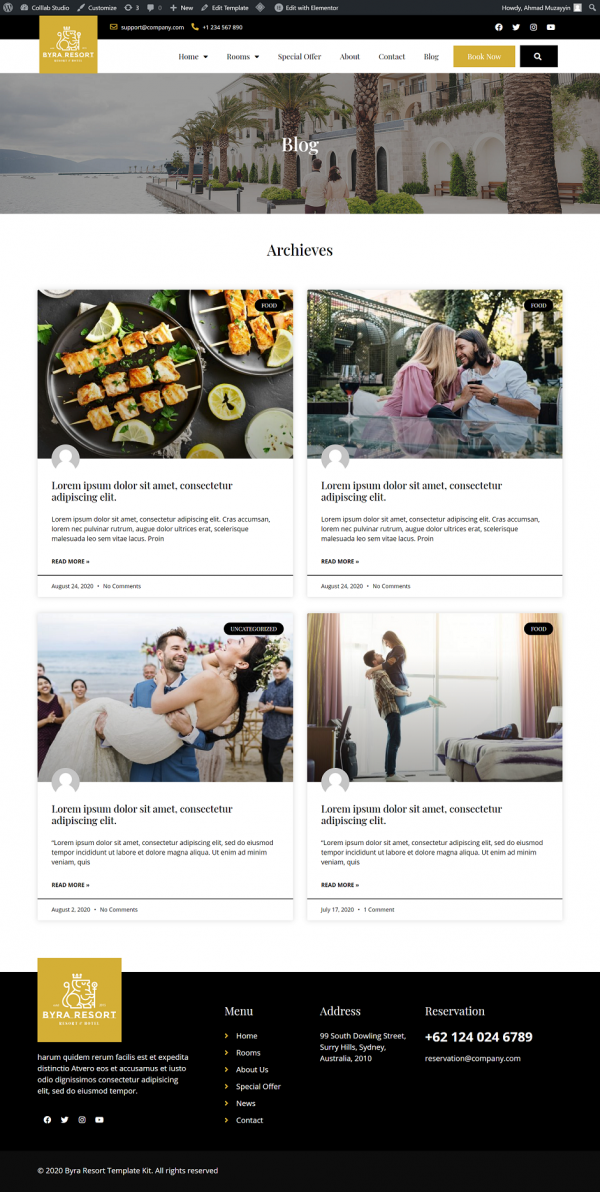 Colllab Studio Customize 3 0 New Edit Template Edit with Elementor Howdy, Ahmad Muzayyin
support@company.com +1 234 567 890
BYRA RESORT
RESORT & HOTEL
Home Rooms Special Offer About Contact Blog Book Now
Blog
Archieves
FOOD
Lorem ipsum dolor sit amet, consectetur
adipiscing elit.
Lorem ipsum dolor sit amet, consectetur adipiscing elit. Cras accumsan,
lorem nec pulvinar rutrum, augue dolor ultrices erat, scelerisque
malesuada leo sem vitae lacus. Proin
READ MORE »
August 24, 2020 • No Comments
FOOD
Lorem ipsum dolor sit amet, consectetur
adipiscing elit.
Lorem ipsum dolor sit amet, consectetur adipiscing elit. Cras accumsan,
lorem nec pulvinar rutrum, augue dolor ultrices erat, scelerisque
malesuada leo sem vitae lacus. Proin
READ MORE »
August 24, 2020 • No Comments
UNCATEGORIZED
Lorem ipsum dolor sit amet, consectetur
adipiscing elit.
"Lorem ipsum dolor sit amet, consectetur adipiscing elit, sed do eiusmod
tempor incididunt ut labore et dolore magna aliqua. Ut enim ad minim
veniam, quis
READ MORE »
August 2, 2020 • No Comments
FOOD
Lorem ipsum dolor sit amet, consectetur
adipiscing elit.
"Lorem ipsum dolor sit amet, consectetur adipiscing elit, sed do eiusmod
tempor incididunt ut labore et dolore magna aliqua. Ut enim ad minim
veniam, quis
READ MORE »
July 17, 2020 • 1 Comment
BYRA RESORT
RESORT & HOTEL
harum quidem rerum facilis est et expedita
distinctio Atvero eos et accusamus et iusto
odio dignissimos consectetur adipisicing
elit, sed do eiusmod tempor.
Menu
Home
Rooms
About Us
Special Offer
News
Contact
Address
99 South Dowling Street,
Surry Hills, Sydney,
Australia, 2010
Reservation
+62 124 024 6789
reservation@company.com
© 2020 Byra Resort Template Kit. All rights reserved